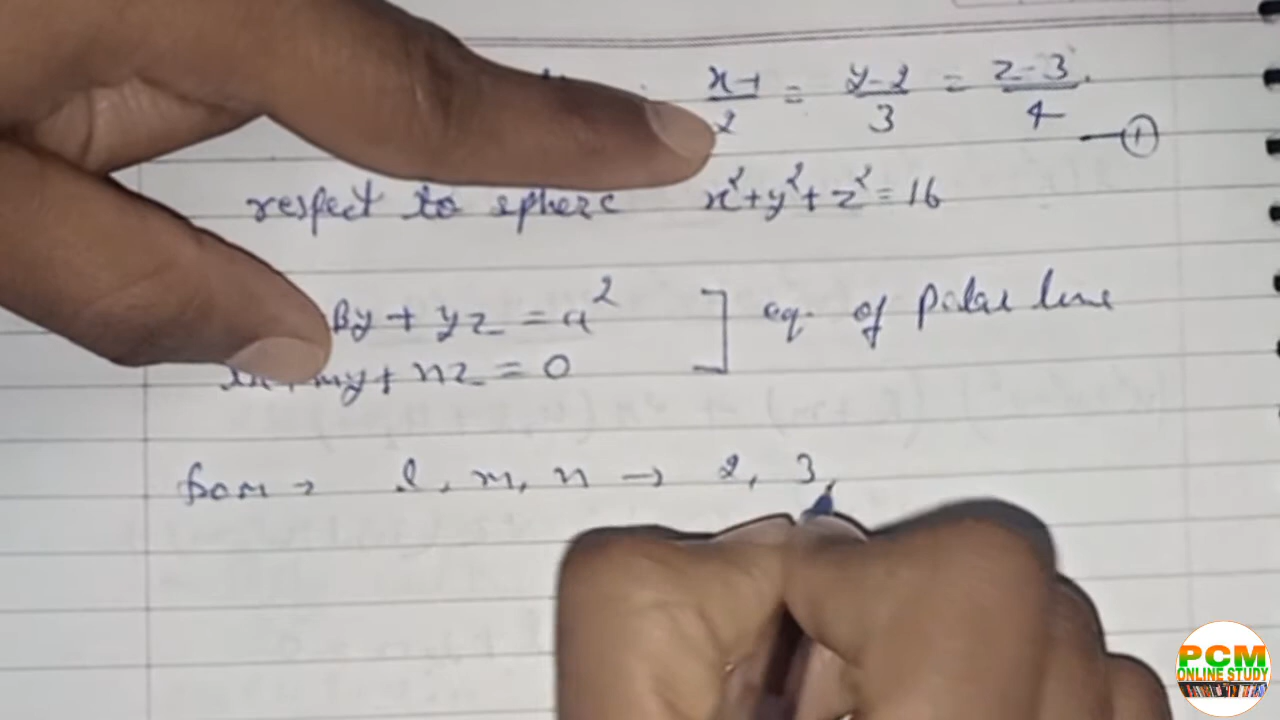 x-1/2 = y-2/3 = z-3/4 . —①
respect to sphere x²+y²+z² = 16
βy + γz = a² ] eq. of Polar line
my + nz = 0
from → l, m, n → 2, 3,
PCM
ONLINE STUDY